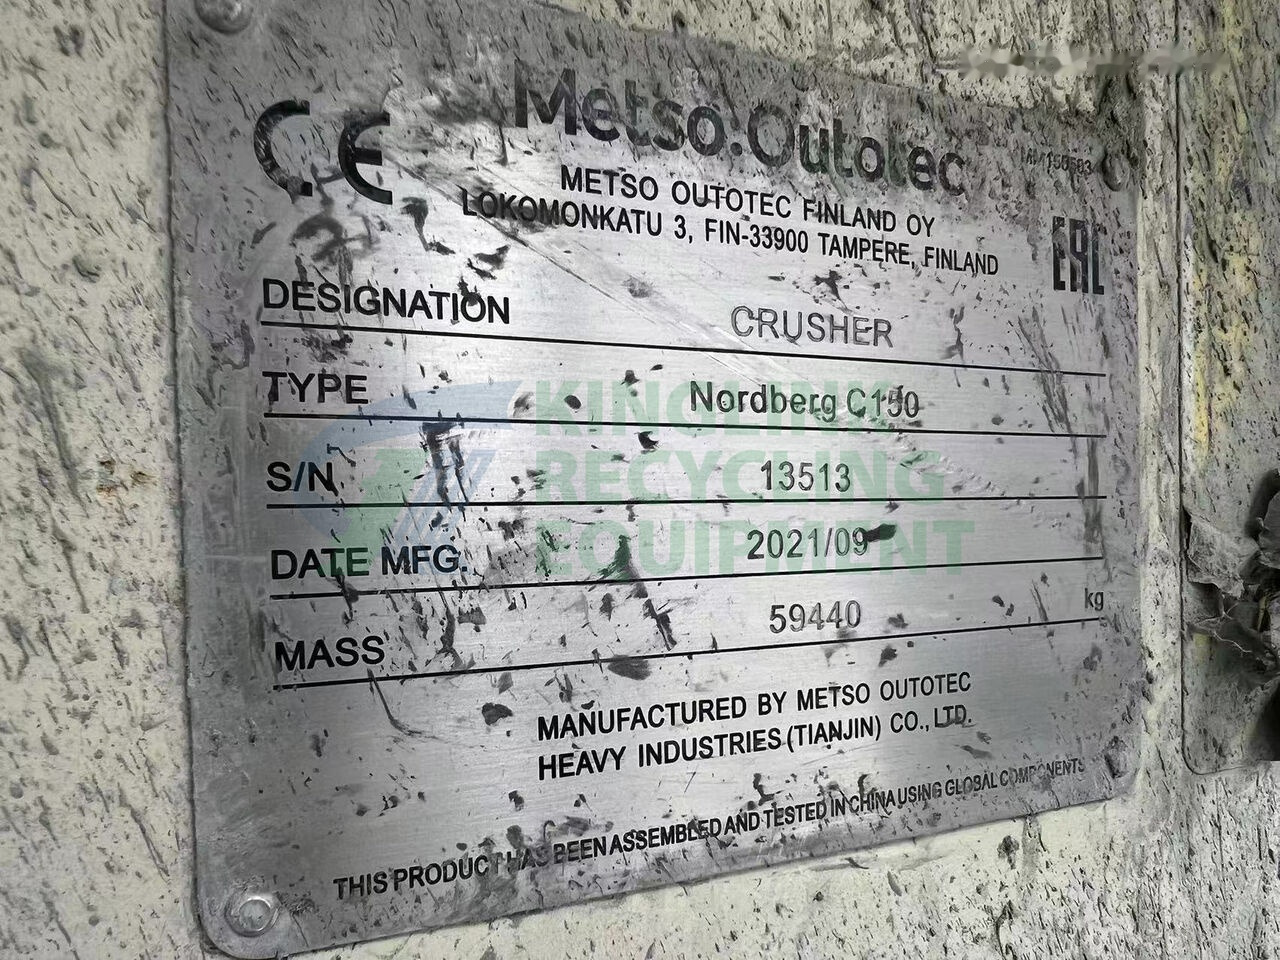 CE
Metso:Outotec
METSO OUTOTEC FINLAND OY
LOKOMONKATU 3, FIN-33900 TAMPERE, FINLAND
EAC
DESIGNATION CRUSHER
TYPE Nordberg C150
S/N 13513
DATE MFG. 2021/09
MASS 59440 kg
KINGLINK
RECYCLING
EQUIPMENT
MANUFACTURED BY METSO OUTOTEC
HEAVY INDUSTRIES (TIANJIN) CO., LTD.
THIS PRODUCT HAS BEEN ASSEMBLED AND TESTED IN CHINA USING GLOBAL COMPONENTS